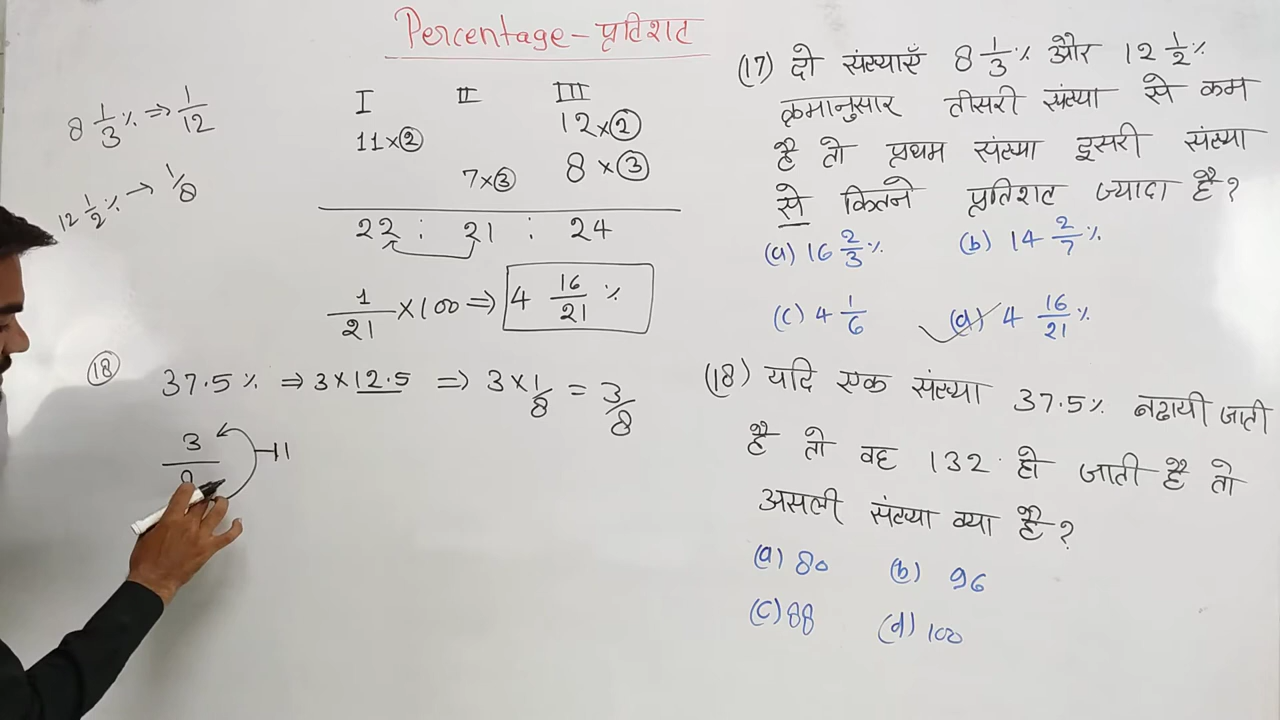 Percentage - प्रतिशत
8 1/3 % ⇒ 1/12
12 1/2 % → 1/8
I II III
11×② 12×②
7×③ 8×③
22 : 21 : 24
1/21 ×100 ⇒ 4 16/21 %
⑱ 37.5% ⇒ 3×12.5 ⇒ 3×1/8 = 3/8
3/8 11
(17) दो संख्याएँ 8 1/3 % और 12 1/2 %
क्रमानुसार तीसरी संख्या से कम
है तो प्रथम संख्या दूसरी संख्या
से कितने प्रतिशत ज्यादा है?
(a) 16 2/3 % (b) 14 2/7 %
(c) 4 1/6 (d) 4 16/21 %
(18) यदि एक संख्या 37.5% बढायी जाती
है तो वह 132 हो जाती है तो
असली संख्या क्या है?
(a) 80 (b) 96
(c) 88 (d) 100